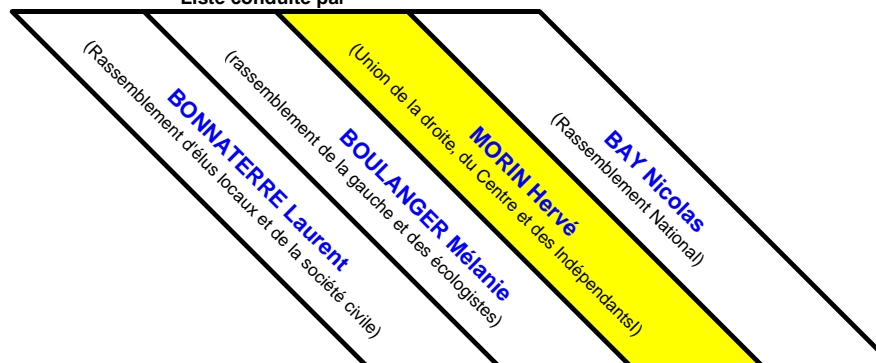 Liste conduite par
BONNATERRE Laurent
(Rassemblement d'élus locaux et de la société civile)
BOULANGER Mélanie
(rassemblement de la gauche et des écologistes)
MORIN Hervé
(Union de la droite, du Centre et des Indépendantsl)
BAY Nicolas
(Rassemblement National)